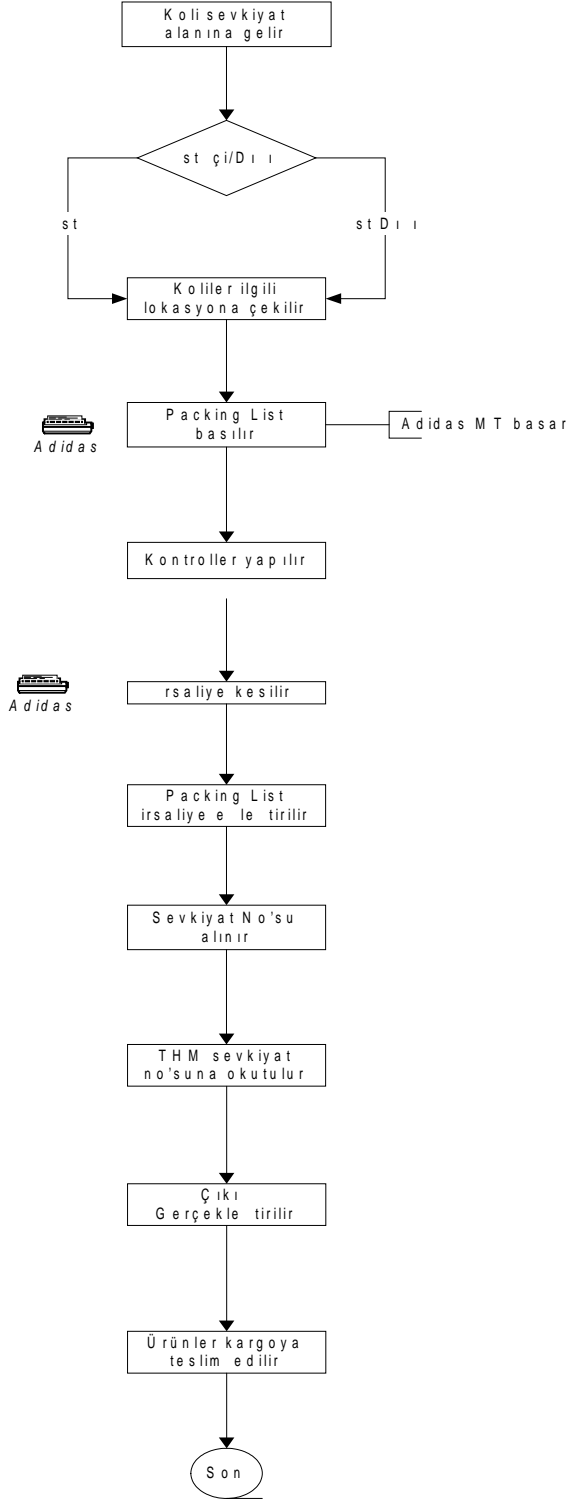 Koli sevkiyat
alanına gelir
st çi/Dı ı
st
st Dı ı
Koliler ilgili
lokasyona çekilir
Packing List
basılır
Adidas MT basar
Adidas
Kontroller yapılır
rsaliye kesilir
Adidas
Packing List
irsaliye e le tirilir
Sevkiyat No'su
alınır
THM sevkiyat
no'suna okutulur
Çıkı
Gerçekle tirilir
Ürünler kargoya
teslim edilir
Son